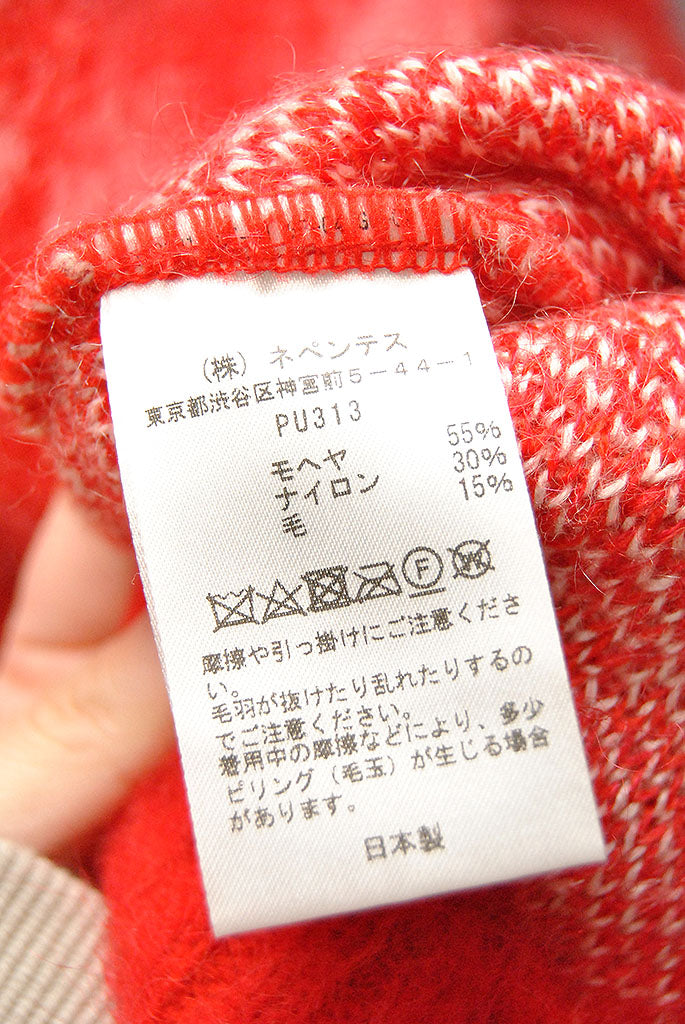 (株) ネペンテス
東京都渋谷区神宮前5-44-1
PU313
モヘヤ 55%
ナイロン 30%
毛 15%
F W
摩擦や引っ掛けにご注意くださ
い。
毛羽が抜けたり乱れたりするの
でご注意ください。
着用中の摩擦などにより、多少
ピリング(毛玉)が生じる場合
があります。
日本製